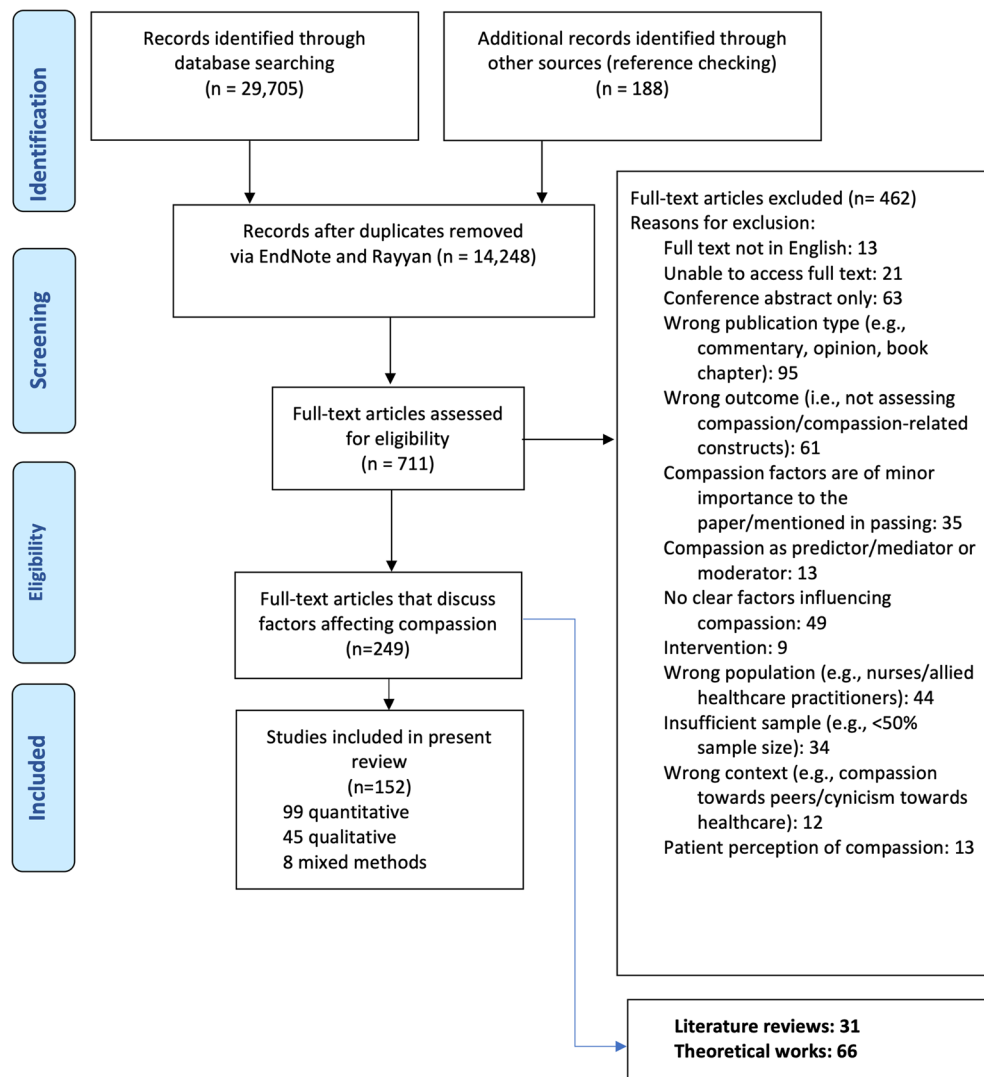 Identification
Records identified through
database searching
(n = 29,705)
Additional records identified through
other sources (reference checking)
(n = 188)
Records after duplicates removed
via EndNote and Rayyan (n = 14,248)
Screening
Full-text articles assessed
for eligibility
(n = 711)
Full-text articles excluded (n= 462)
Reasons for exclusion:
Full text not in English: 13
Unable to access full text: 21
Conference abstract only: 63
Wrong publication type (e.g.,
commentary, opinion, book
chapter): 95
Wrong outcome (i.e., not assessing
compassion/compassion-related
constructs): 61
Compassion factors are of minor
importance to the
paper/mentioned in passing: 35
Compassion as predictor/mediator or
moderator: 13
No clear factors influencing
compassion: 49
Intervention: 9
Wrong population (e.g., nurses/allied
healthcare practitioners): 44
Insufficient sample (e.g., <50%
sample size): 34
Wrong context (e.g., compassion
towards peers/cynicism towards
healthcare): 12
Patient perception of compassion: 13
Eligibility
Full-text articles that discuss
factors affecting compassion
(n=249)
Included
Studies included in present
review
(n=152)
99 quantitative
45 qualitative
8 mixed methods
Literature reviews: 31
Theoretical works: 66